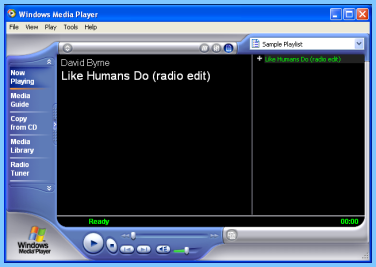 Windows Media Player
File View Play Tools Help
Sample Playlist
David Byrne
Like Humans Do (radio edit)
Like Humans Do (radio edit)
Now
Playing
Media
Guide
Copy
from CD
Media
Library
Radio
Tuner
Ready
00:00
Windows
Media Player